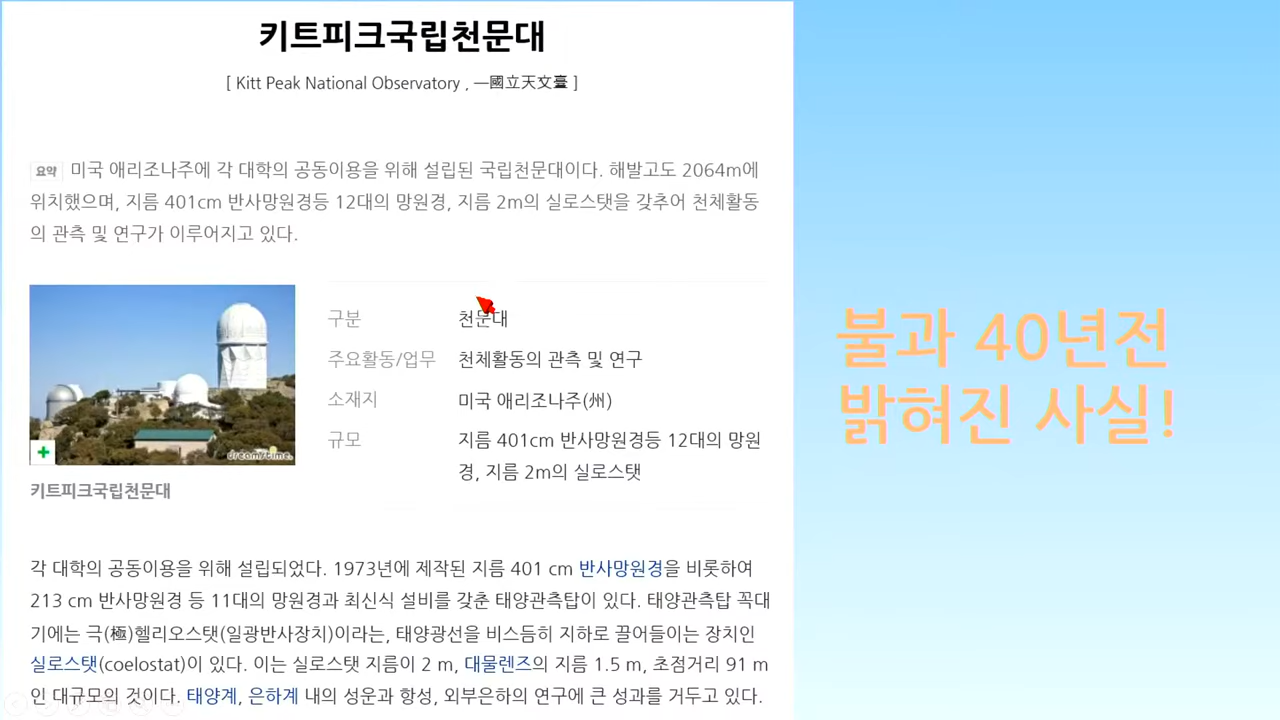 키트피크국립천문대
[ Kitt Peak National Observatory , ―國立天文臺 ]
요약 미국 애리조나주에 각 대학의 공동이용을 위해 설립된 국립천문대이다. 해발고도 2064m에
위치했으며, 지름 401cm 반사망원경등 12대의 망원경, 지름 2m의 실로스탯을 갖추어 천체활동
의 관측 및 연구가 이루어지고 있다.
구분 천문대
주요활동/업무 천체활동의 관측 및 연구
소재지 미국 애리조나주(州)
규모 지름 401cm 반사망원경등 12대의 망원
경, 지름 2m의 실로스탯
dreamstime.
키트피크국립천문대
불과 40년전
밝혀진 사실!
각 대학의 공동이용을 위해 설립되었다. 1973년에 제작된 지름 401 cm 반사망원경을 비롯하여
213 cm 반사망원경 등 11대의 망원경과 최신식 설비를 갖춘 태양관측탑이 있다. 태양관측탑 꼭대
기에는 극(極)헬리오스탯(일광반사장치)이라는, 태양광선을 비스듬히 지하로 끌어들이는 장치인
실로스탯(coelostat)이 있다. 이는 실로스탯 지름이 2 m, 대물렌즈의 지름 1.5 m, 초점거리 91 m
인 대규모의 것이다. 태양계, 은하계 내의 성운과 항성, 외부은하의 연구에 큰 성과를 거두고 있다.